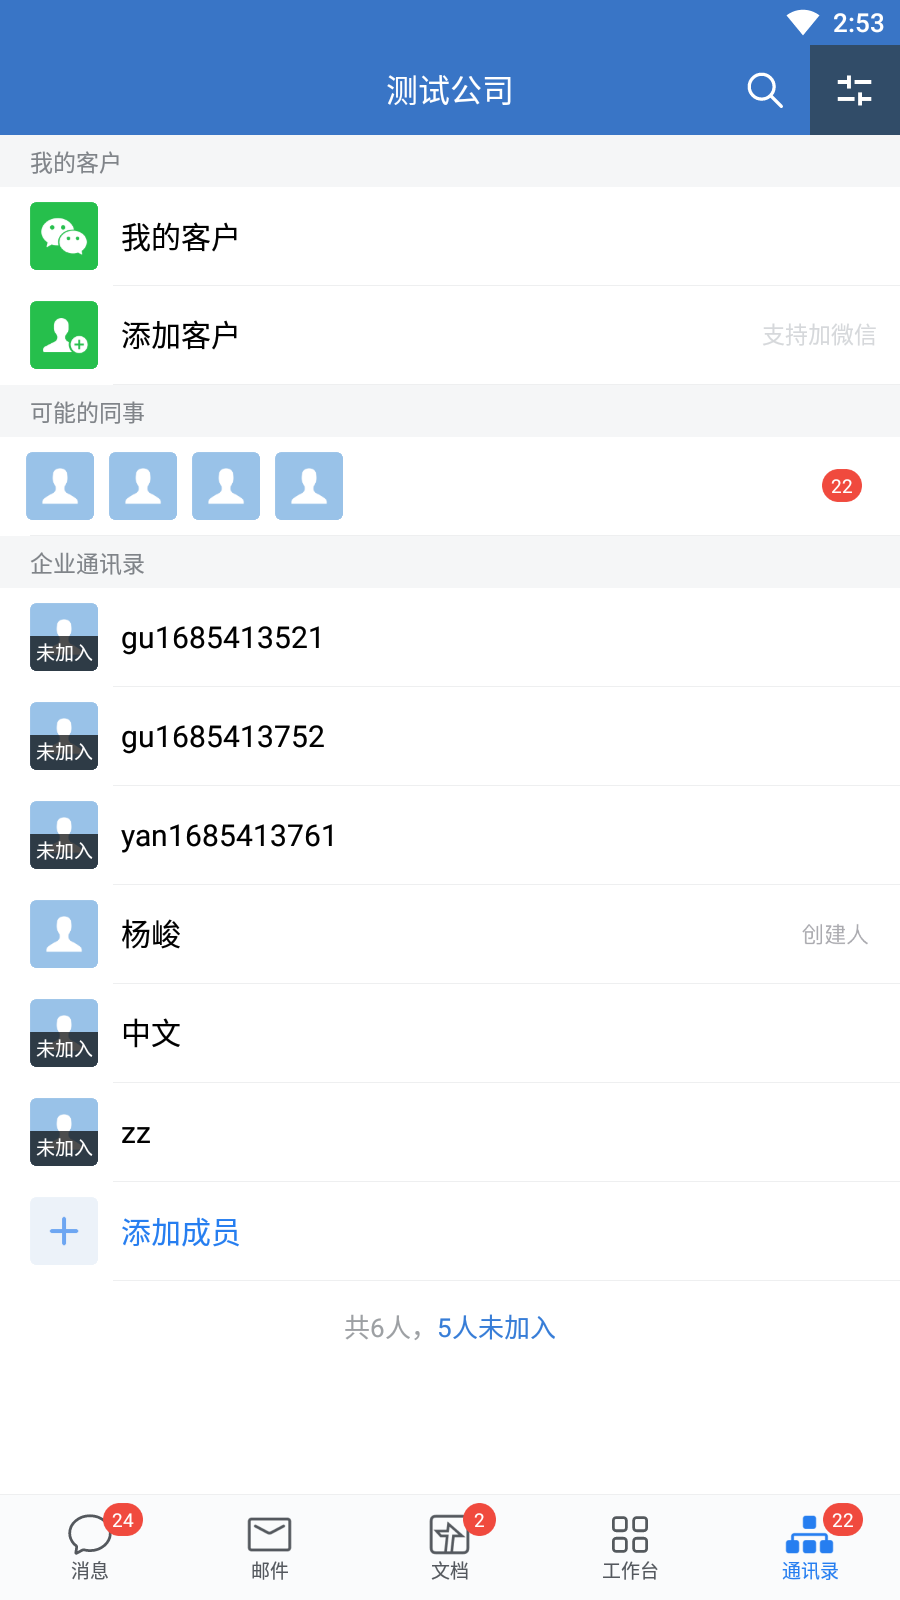 2:53
测试公司
我的客户
我的客户
添加客户 支持加微信
可能的同事
22
企业通讯录
未加入 gu1685413521
未加入 gu1685413752
未加入 yan1685413761
杨峻 创建人
未加入 中文
未加入 zz
添加成员
共6人，5人未加入
24 2 22
消息 邮件 文档 工作台 通讯录